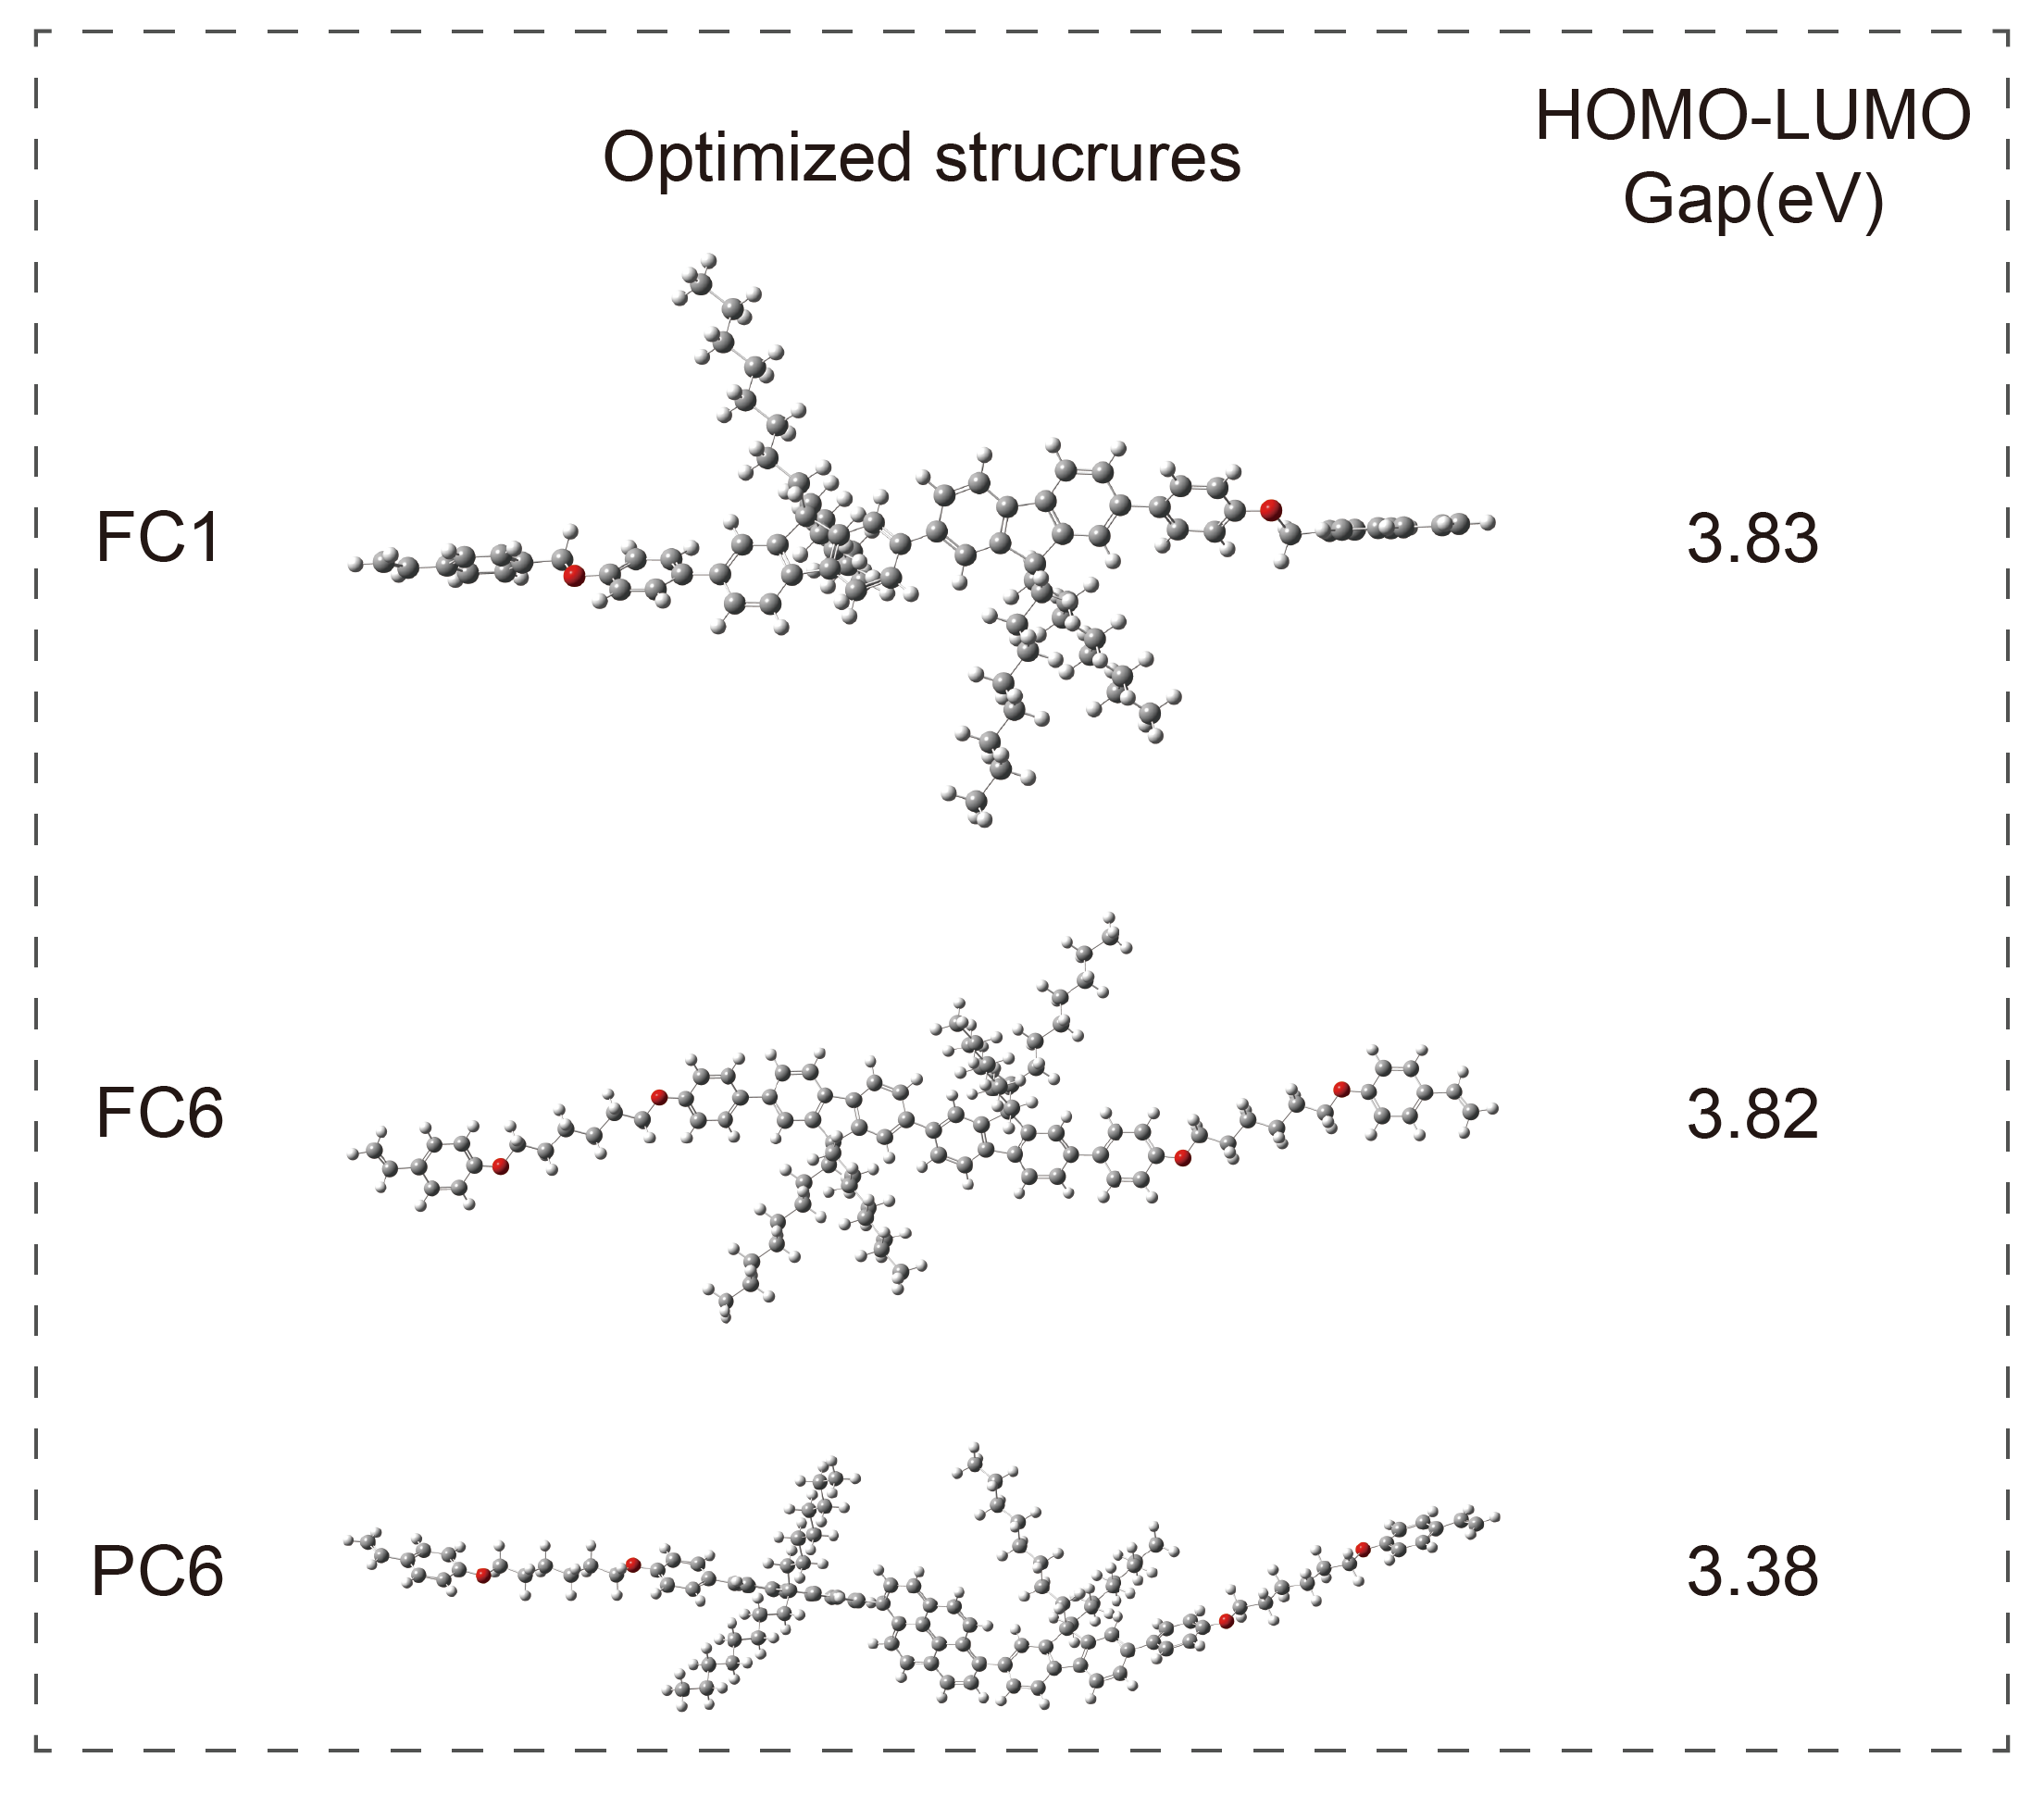 Optimized strucrures
HOMO-LUMO
Gap(eV)
FC1
3.83
FC6
3.82
PC6
3.38